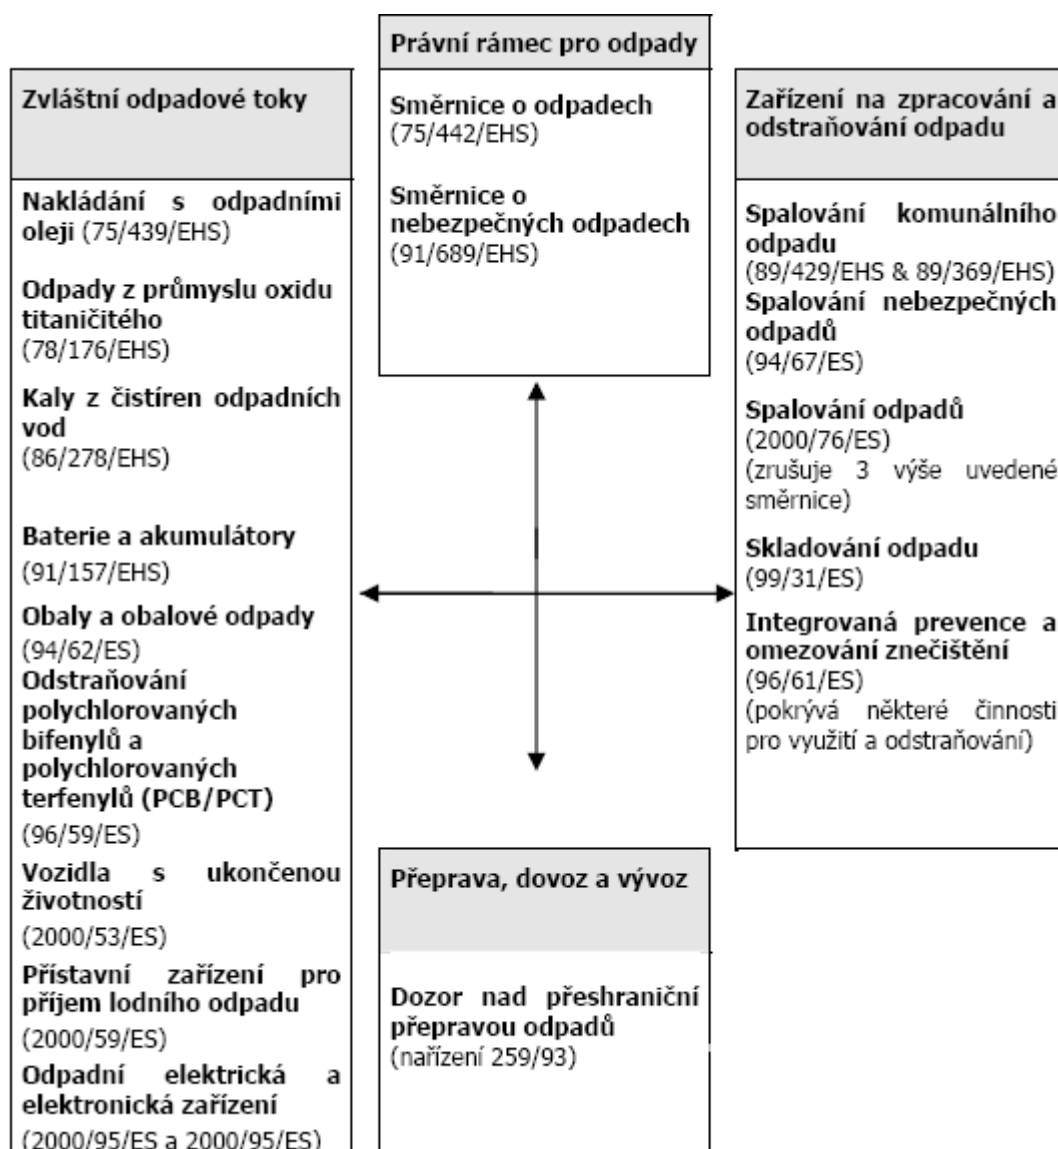 Právní rámec pro odpady
Směrnice o odpadech
(75/442/EHS)
Směrnice o
nebezpečných odpadech
(91/689/EHS)
Zvláštní odpadové toky
Nakládání s odpadními
oleji (75/439/EHS)
Odpady z průmyslu oxidu
titaničitého
(78/176/EHS)
Kaly z čistíren odpadních
vod
(86/278/EHS)
Baterie a akumulátory
(91/157/EHS)
Obaly a obalové odpady
(94/62/ES)
Odstraňování
polychlorovaných
bifenylů a
polychlorovaných
terfenylů (PCB/PCT)
(96/59/ES)
Vozidla s ukončenou
životností
(2000/53/ES)
Přístavní zařízení pro
příjem lodního odpadu
(2000/59/ES)
Odpadní elektrická a
elektronická zařízení
(2000/95/ES a 2000/95/ES)
Zařízení na zpracování a
odstraňování odpadu
Spalování komunálního
odpadu
(89/429/EHS & 89/369/EHS)
Spalování nebezpečných
odpadů
(94/67/ES)
Spalování odpadů
(2000/76/ES)
(zrušuje 3 výše uvedené
směrnice)
Skladování odpadu
(99/31/ES)
Integrovaná prevence a
omezování znečištění
(96/61/ES)
(pokrývá některé činnosti
pro využití a odstraňování)
Přeprava, dovoz a vývoz
Dozor nad přeshraniční
přepravou odpadů
(nařízení 259/93)